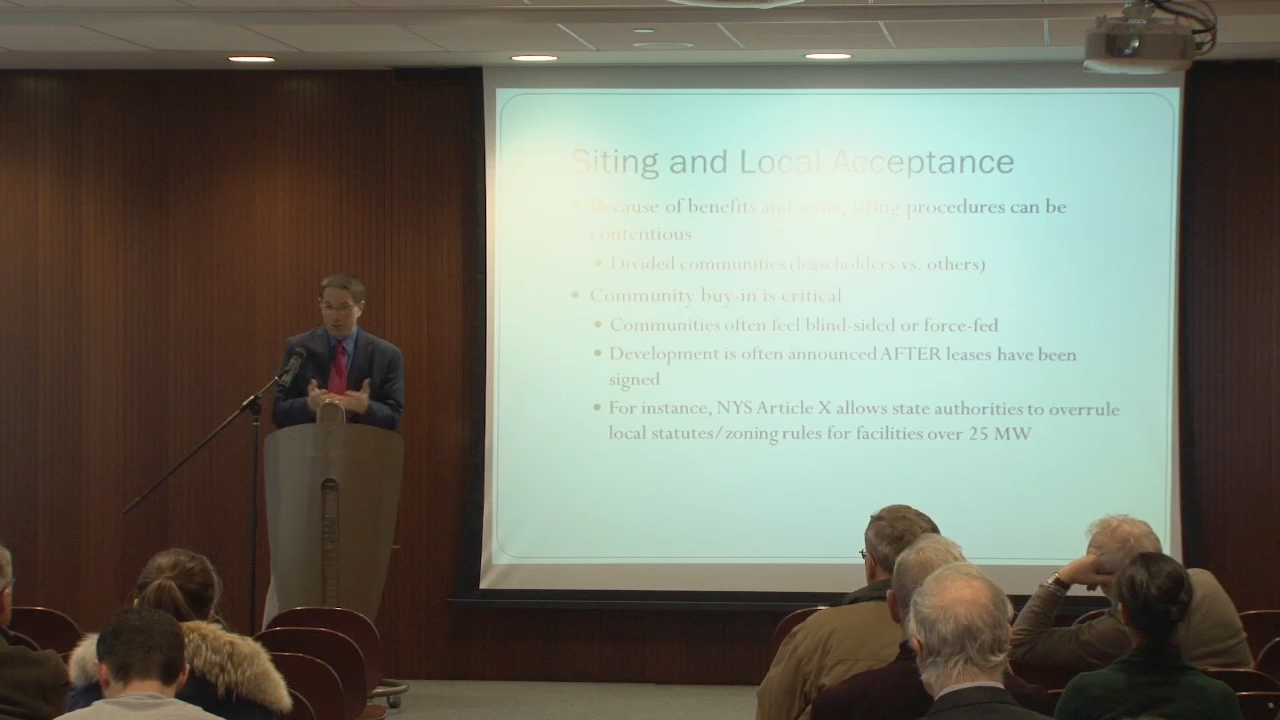 Siting and Local Acceptance
• Because of benefits and costs, siting procedures can be
contentious
• Divided communities (leaseholders vs. others)
• Community buy-in is critical
• Communities often feel blind-sided or force-fed
• Development is often announced AFTER leases have been
signed
• For instance, NYS Article X allows state authorities to overrule
local statutes/zoning rules for facilities over 25 MW